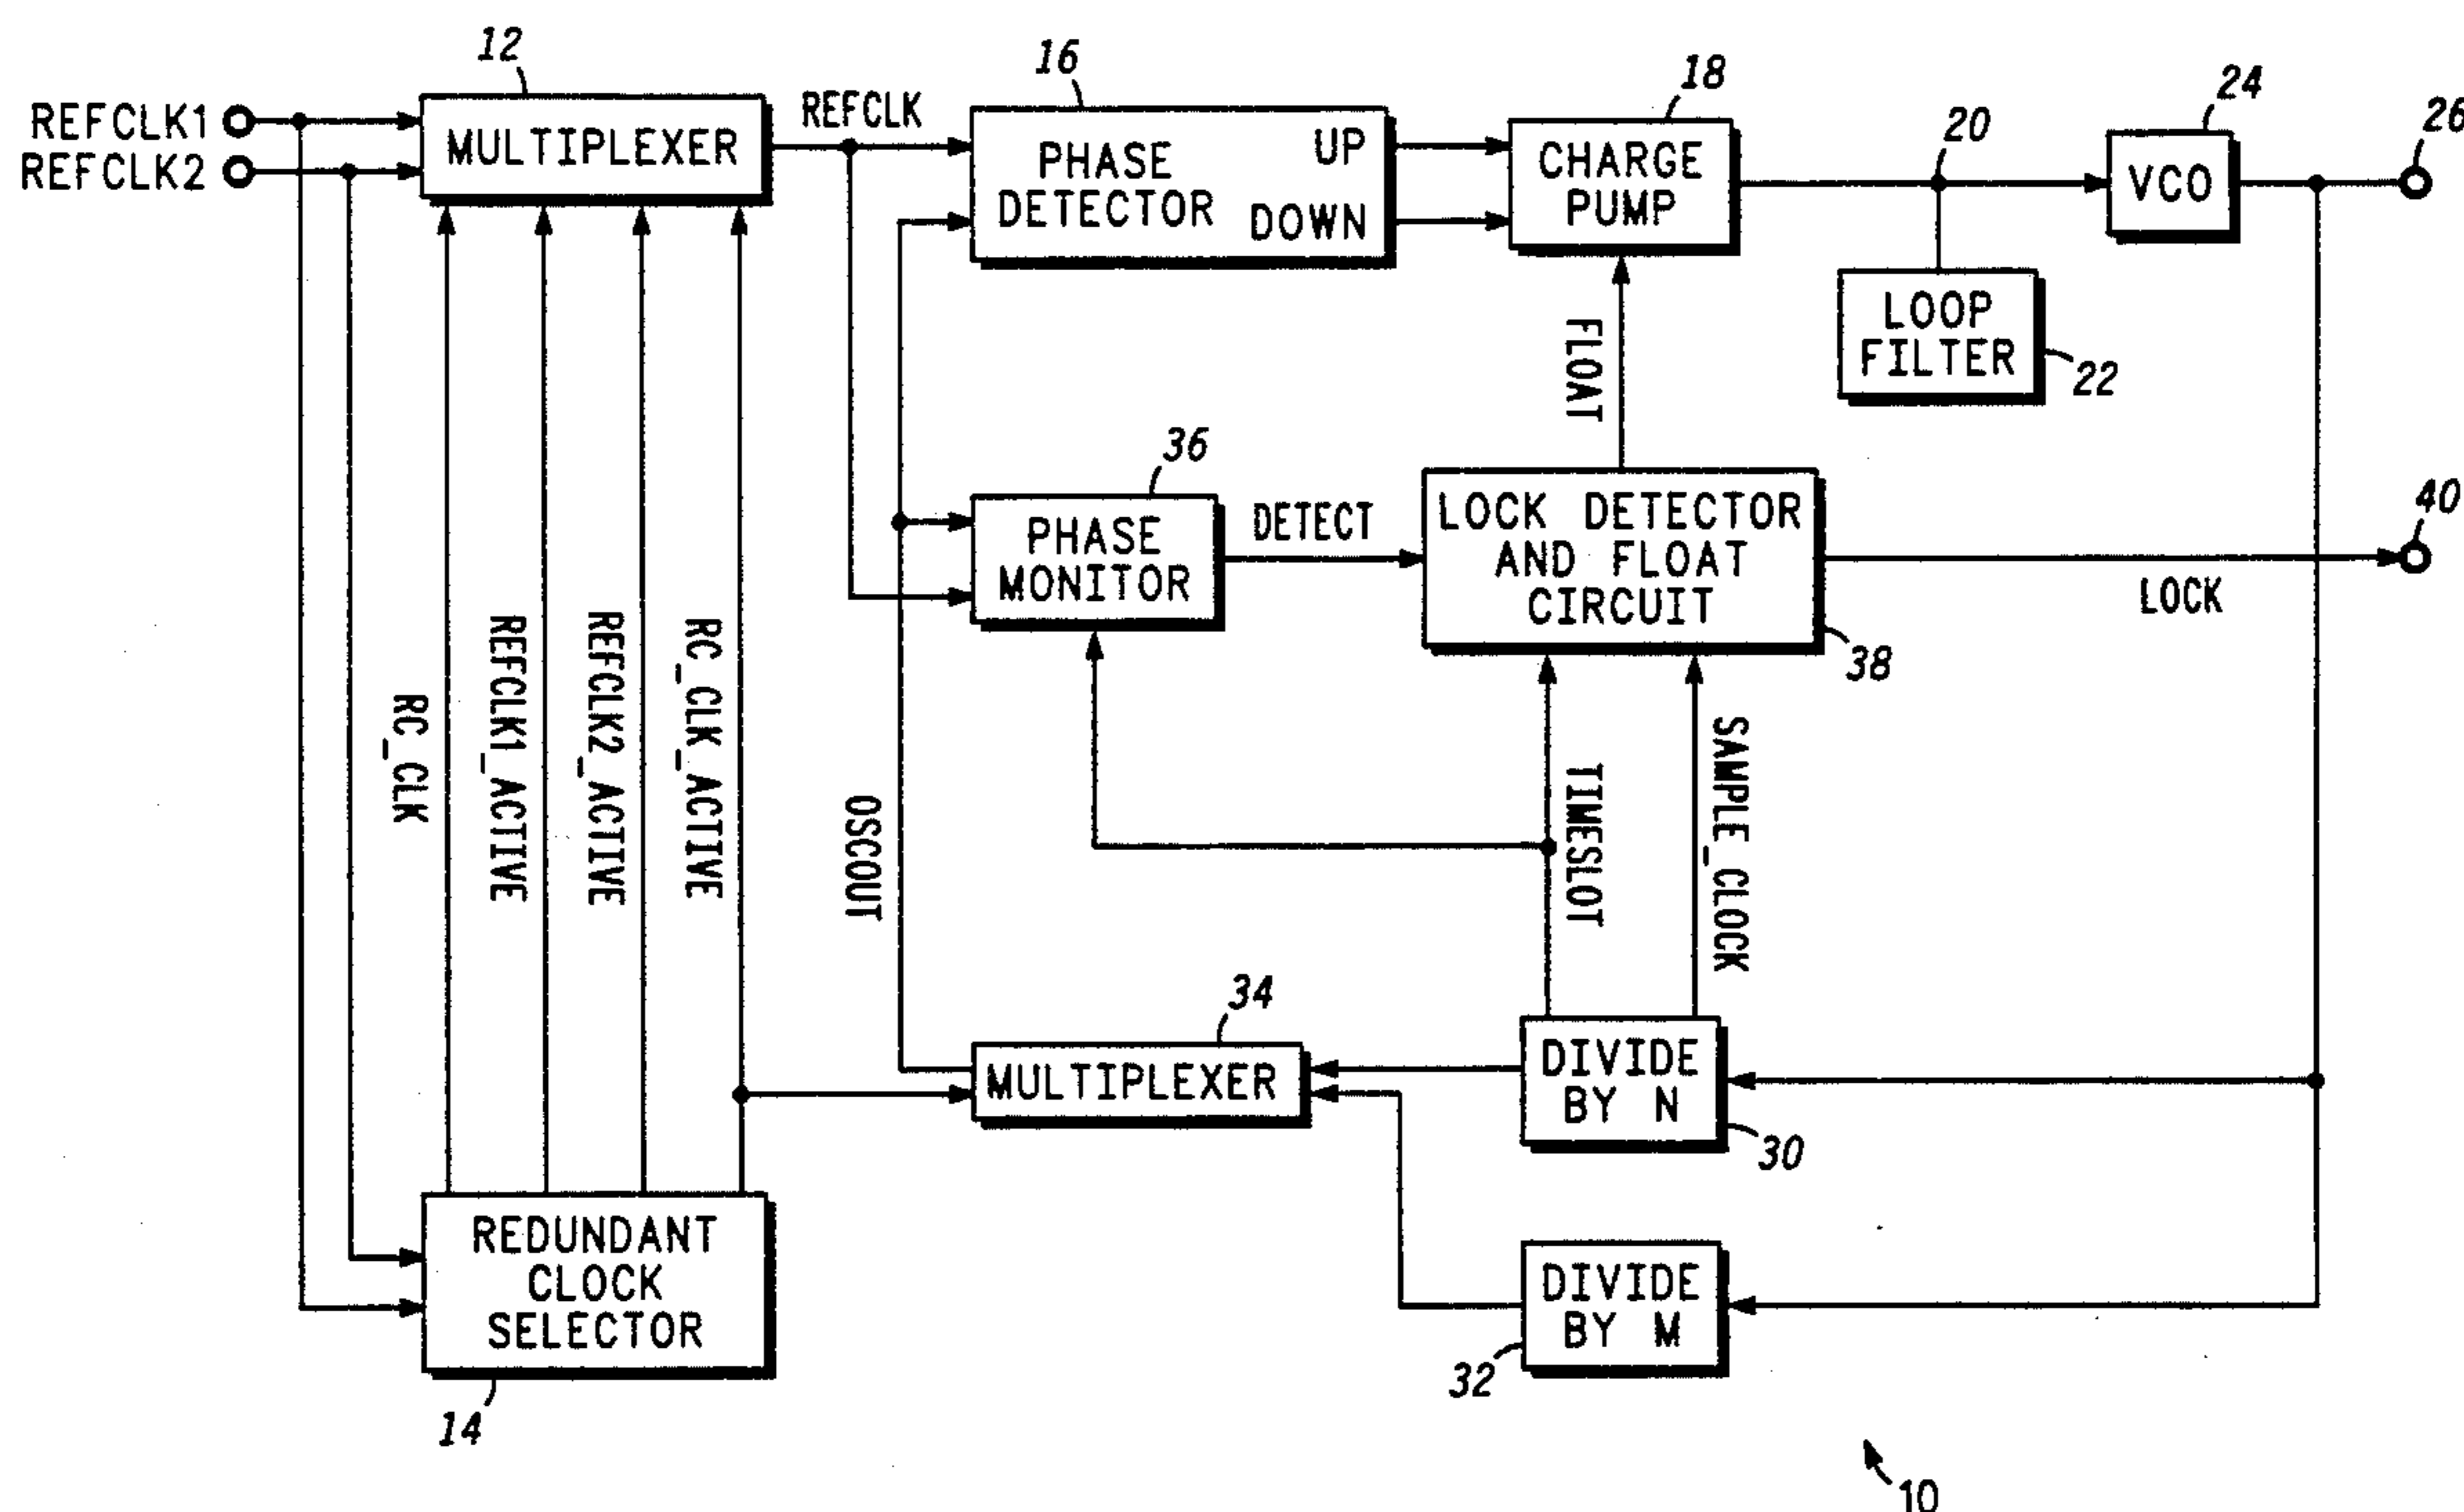 12
REFCLK1
REFCLK2
MULTIPLEXER
REFCLK
16
PHASE
DETECTOR
UP
DOWN
18
CHARGE
PUMP
20
24
VCO
26
LOOP
FILTER
22
FLOAT
36
PHASE
MONITOR
DETECT
LOCK DETECTOR
AND FLOAT
CIRCUIT
38
40
LOCK
RC_CLK
REFCLK1_ACTIVE
REFCLK2_ACTIVE
RC_CLK_ACTIVE
OSCOUT
TIMESLOT
SAMPLE_CLOCK
34
MULTIPLEXER
DIVIDE
BY N
30
REDUNDANT
CLOCK
SELECTOR
14
DIVIDE
BY M
32
10